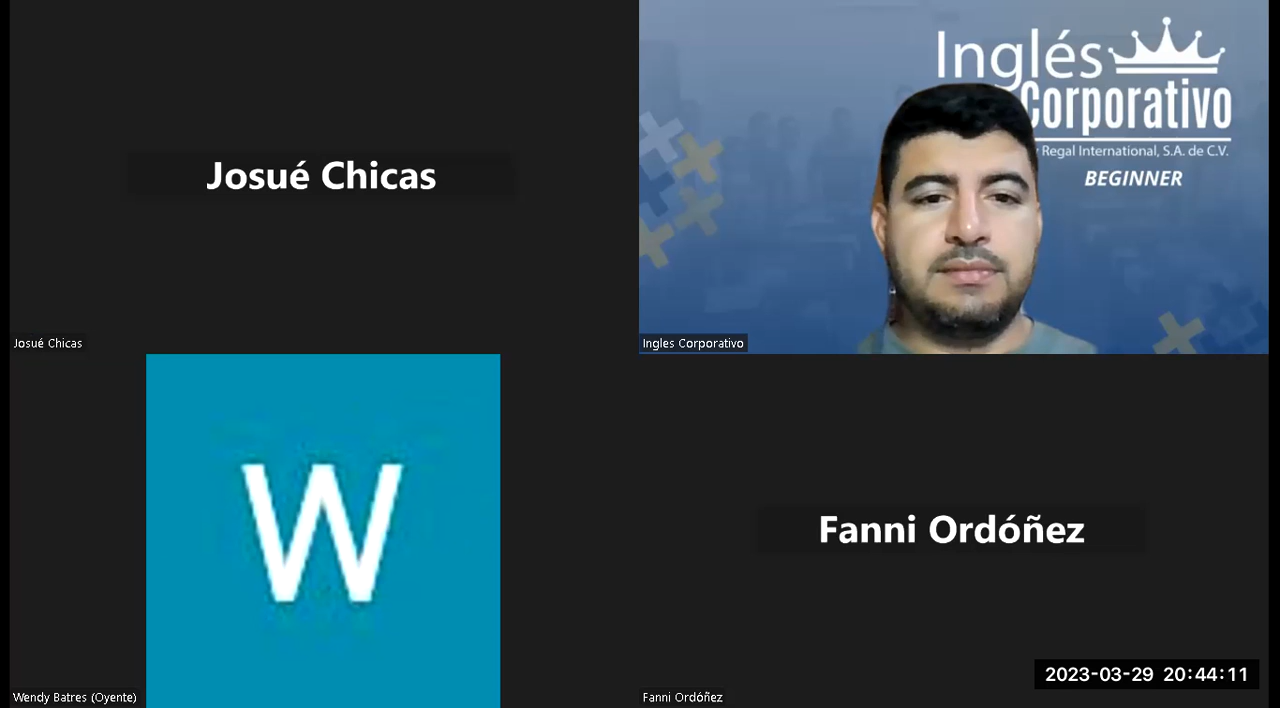 Josué Chicas
Josué Chicas
Inglés
Corporativo
Regal International, S.A. de C.V.
BEGINNER
Ingles Corporativo
W
Wendy Batres (Oyente)
Fanni Ordóñez
Fanni Ordóñez
2023-03-29 20:44:11